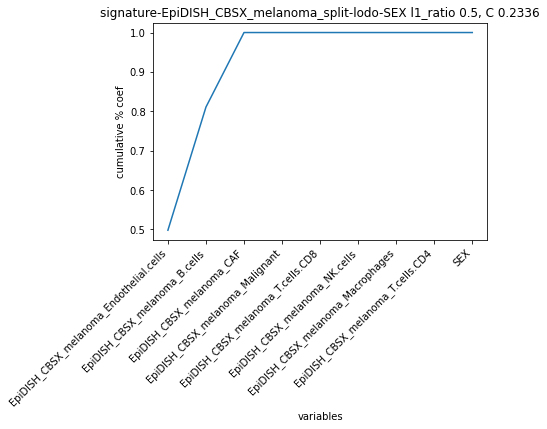 signature-EpiDISH_CBSX_melanoma_split-lodo-SEX l1_ratio 0.5, C 0.2336
cumulative % coef
1.0
0.9
0.8
0.7
0.6
0.5
EpiDISH_CBSX_melanoma_Endothelial.cells
EpiDISH_CBSX_melanoma_B.cells
EpiDISH_CBSX_melanoma_CAF
EpiDISH_CBSX_melanoma_Malignant
EpiDISH_CBSX_melanoma_T.cells.CD8
EpiDISH_CBSX_melanoma_NK.cells
EpiDISH_CBSX_melanoma_Macrophages
EpiDISH_CBSX_melanoma_T.cells.CD4
SEX
variables